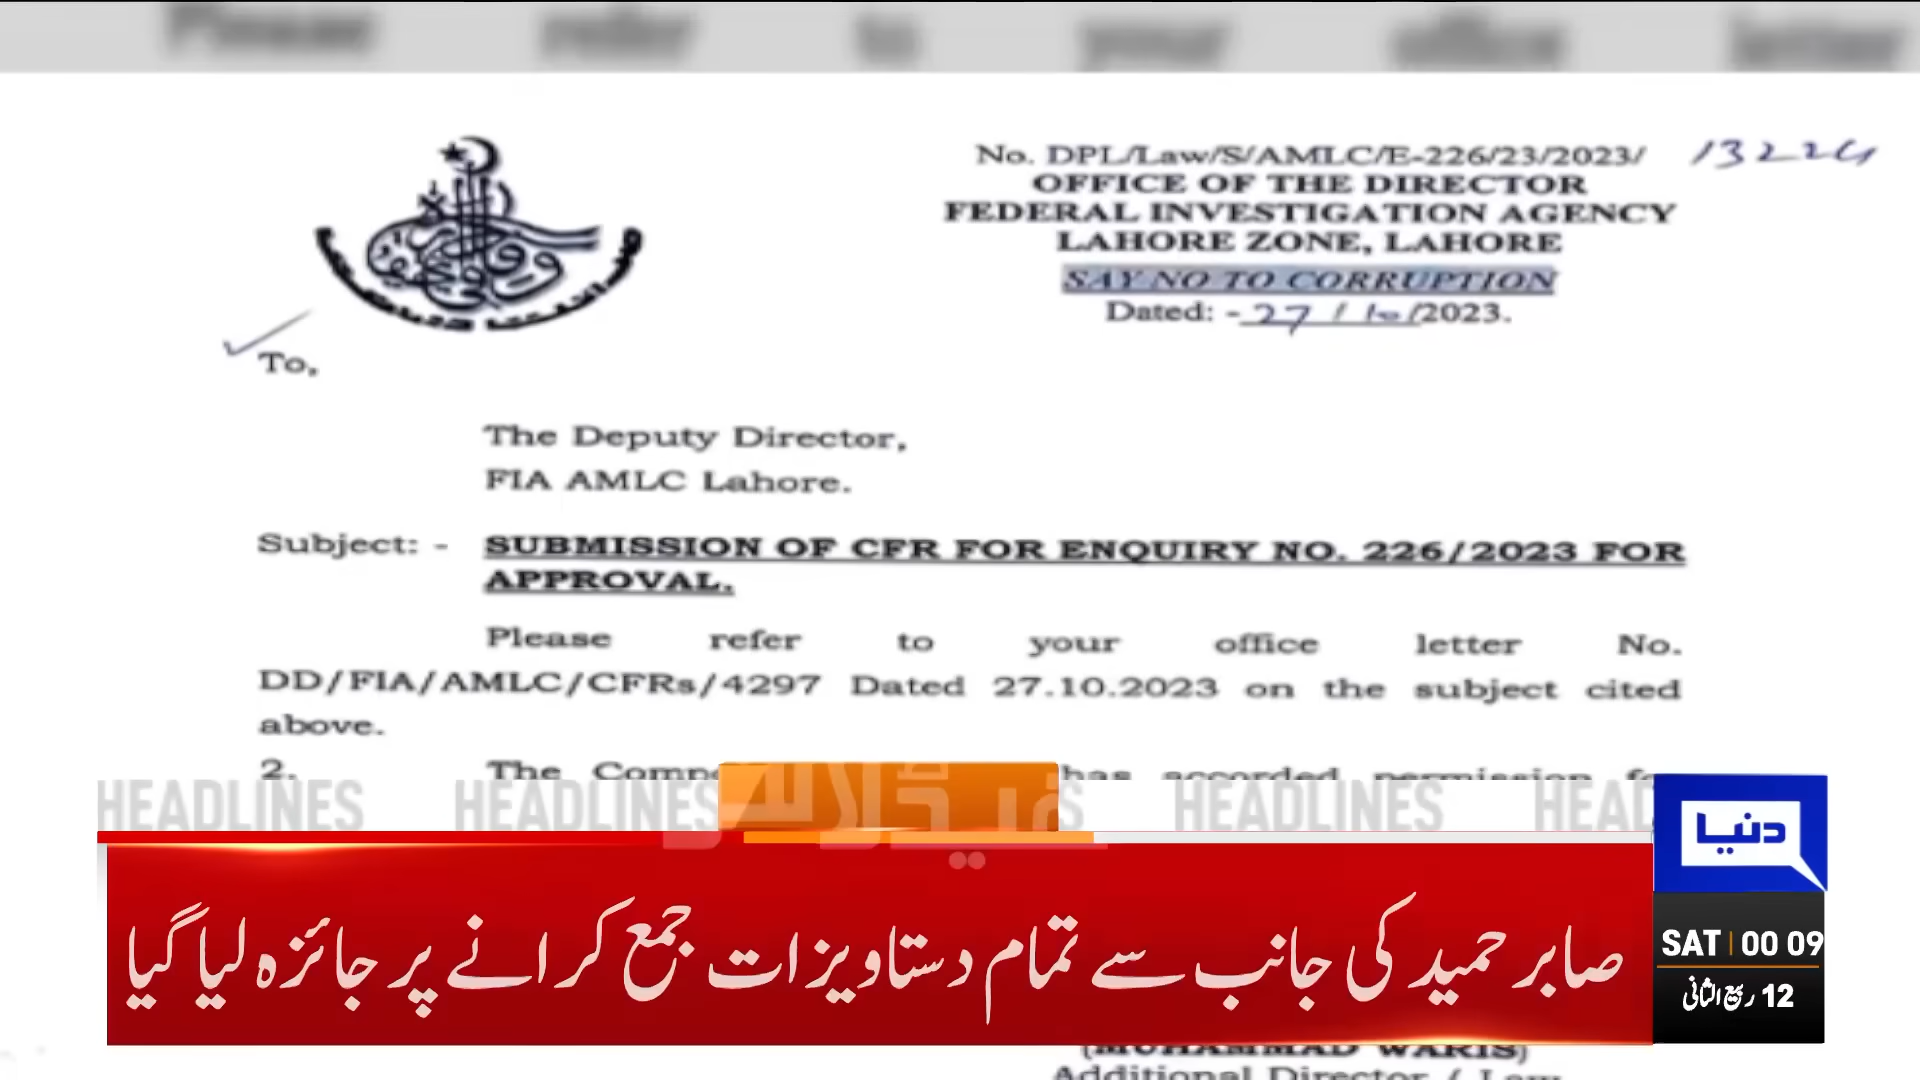 Please refer to your office letter
No. DPL/Law/S/AMLC/E-226/23/2023/ 13224
OFFICE OF THE DIRECTOR
FEDERAL INVESTIGATION AGENCY
LAHORE ZONE, LAHORE
SAY NO TO CORRUPTION
Dated: - 27 / 10 /2023.
To,
The Deputy Director,
FIA AMLC Lahore.
Subject: - SUBMISSION OF CFR FOR ENQUIRY NO. 226/2023 FOR
APPROVAL.
Please refer to your office letter No.
DD/FIA/AMLC/CFRs/4297 Dated 27.10.2023 on the subject cited
above.
2. The has accorded permission
HEADLINES HEADLINES HEADLINES
دنیا
صابر حمید کی جانب سے تمام دستاویزات جمع کرانے پر جائزہ لیا گیا
SAT 00 09
12 ربیع الثانی
(MUHAMMAD WARIS)
Additional Director / Law